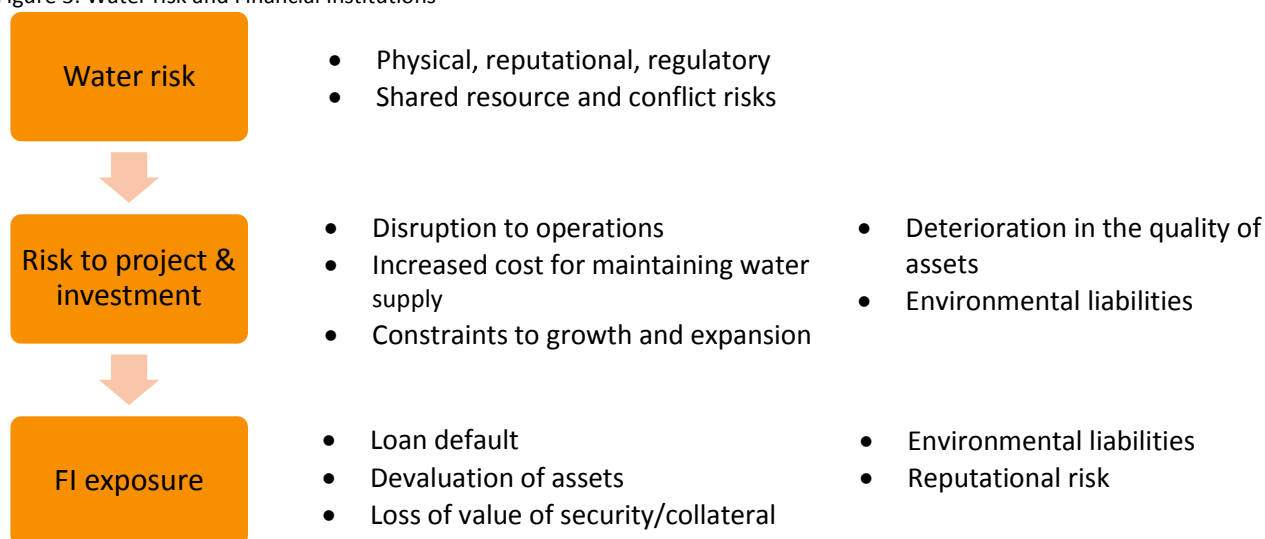 Water risk
• Physical, reputational, regulatory
• Shared resource and conflict risks
Risk to project &
investment
• Disruption to operations
• Increased cost for maintaining water
supply
• Constraints to growth and expansion
• Deterioration in the quality of
assets
• Environmental liabilities
FI exposure
• Loan default
• Devaluation of assets
• Loss of value of security/collateral
• Environmental liabilities
• Reputational risk